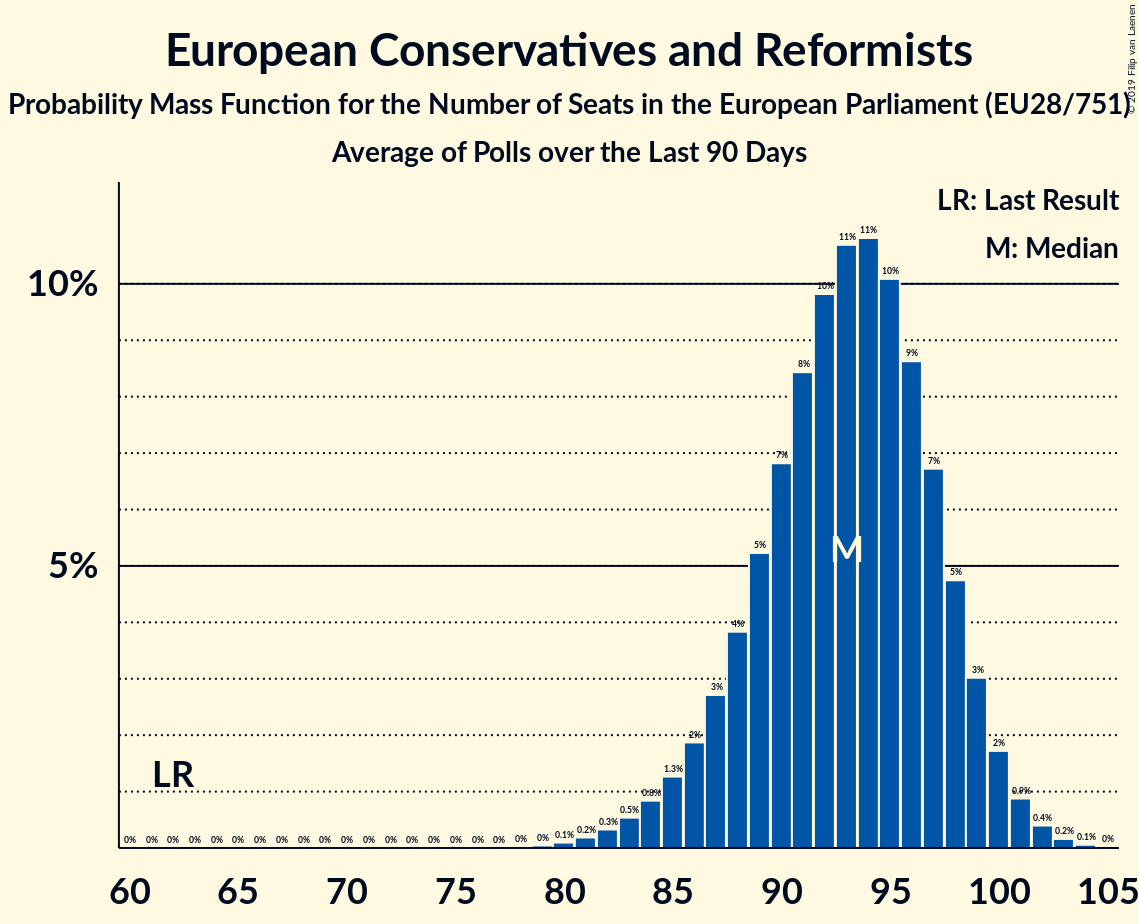 European Conservatives and Reformists
Probability Mass Function for the Number of Seats in the European Parliament (EU28/751)
Average of Polls over the Last 90 Days
© 2019 Filip van Laenen
LR: Last Result
M: Median
10%
5%
0% 0% 0% 0% 0% 0% 0% 0% 0% 0% 0% 0% 0% 0% 0% 0% 0% 0% 0% 0% 0.1% 0.2% 0.3% 0.5% 0.8% 1.3% 2% 3% 4% 5% 7% 8% 10% 11% 11% 10% 9% 7% 5% 3% 2% 0.9% 0.4% 0.2% 0.1% 0%
M
LR
60 65 70 75 80 85 90 95 100 105